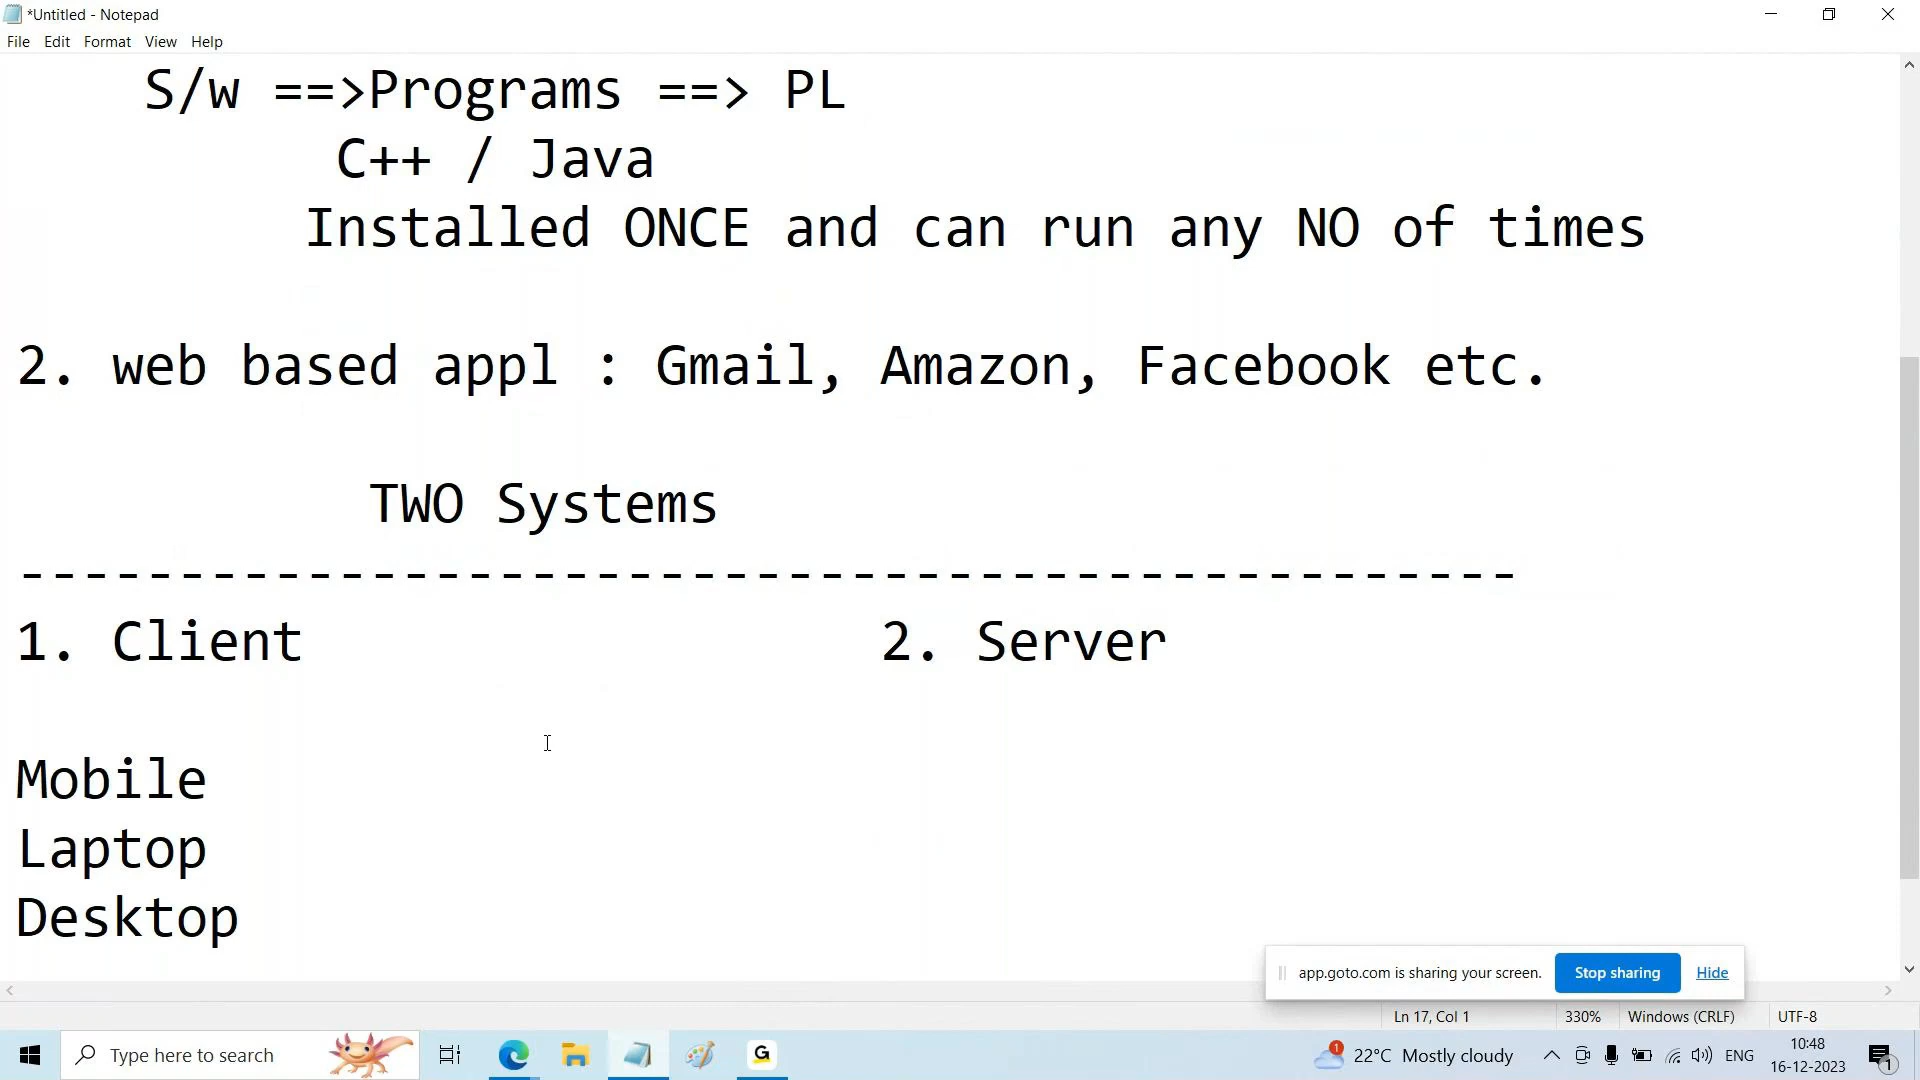 *Untitled - Notepad
File Edit Format View Help
S/w ==>Programs ==> PL
C++ / Java
Installed ONCE and can run any NO of times
2. web based appl : Gmail, Amazon, Facebook etc.
TWO Systems
-----------------------------------------------
1. Client 2. Server
Mobile
Laptop
Desktop
app.goto.com is sharing your screen. Stop sharing Hide
Ln 17, Col 1 330% Windows (CRLF) UTF-8
Type here to search 1 22°C Mostly cloudy ENG 10:48
16-12-2023 1